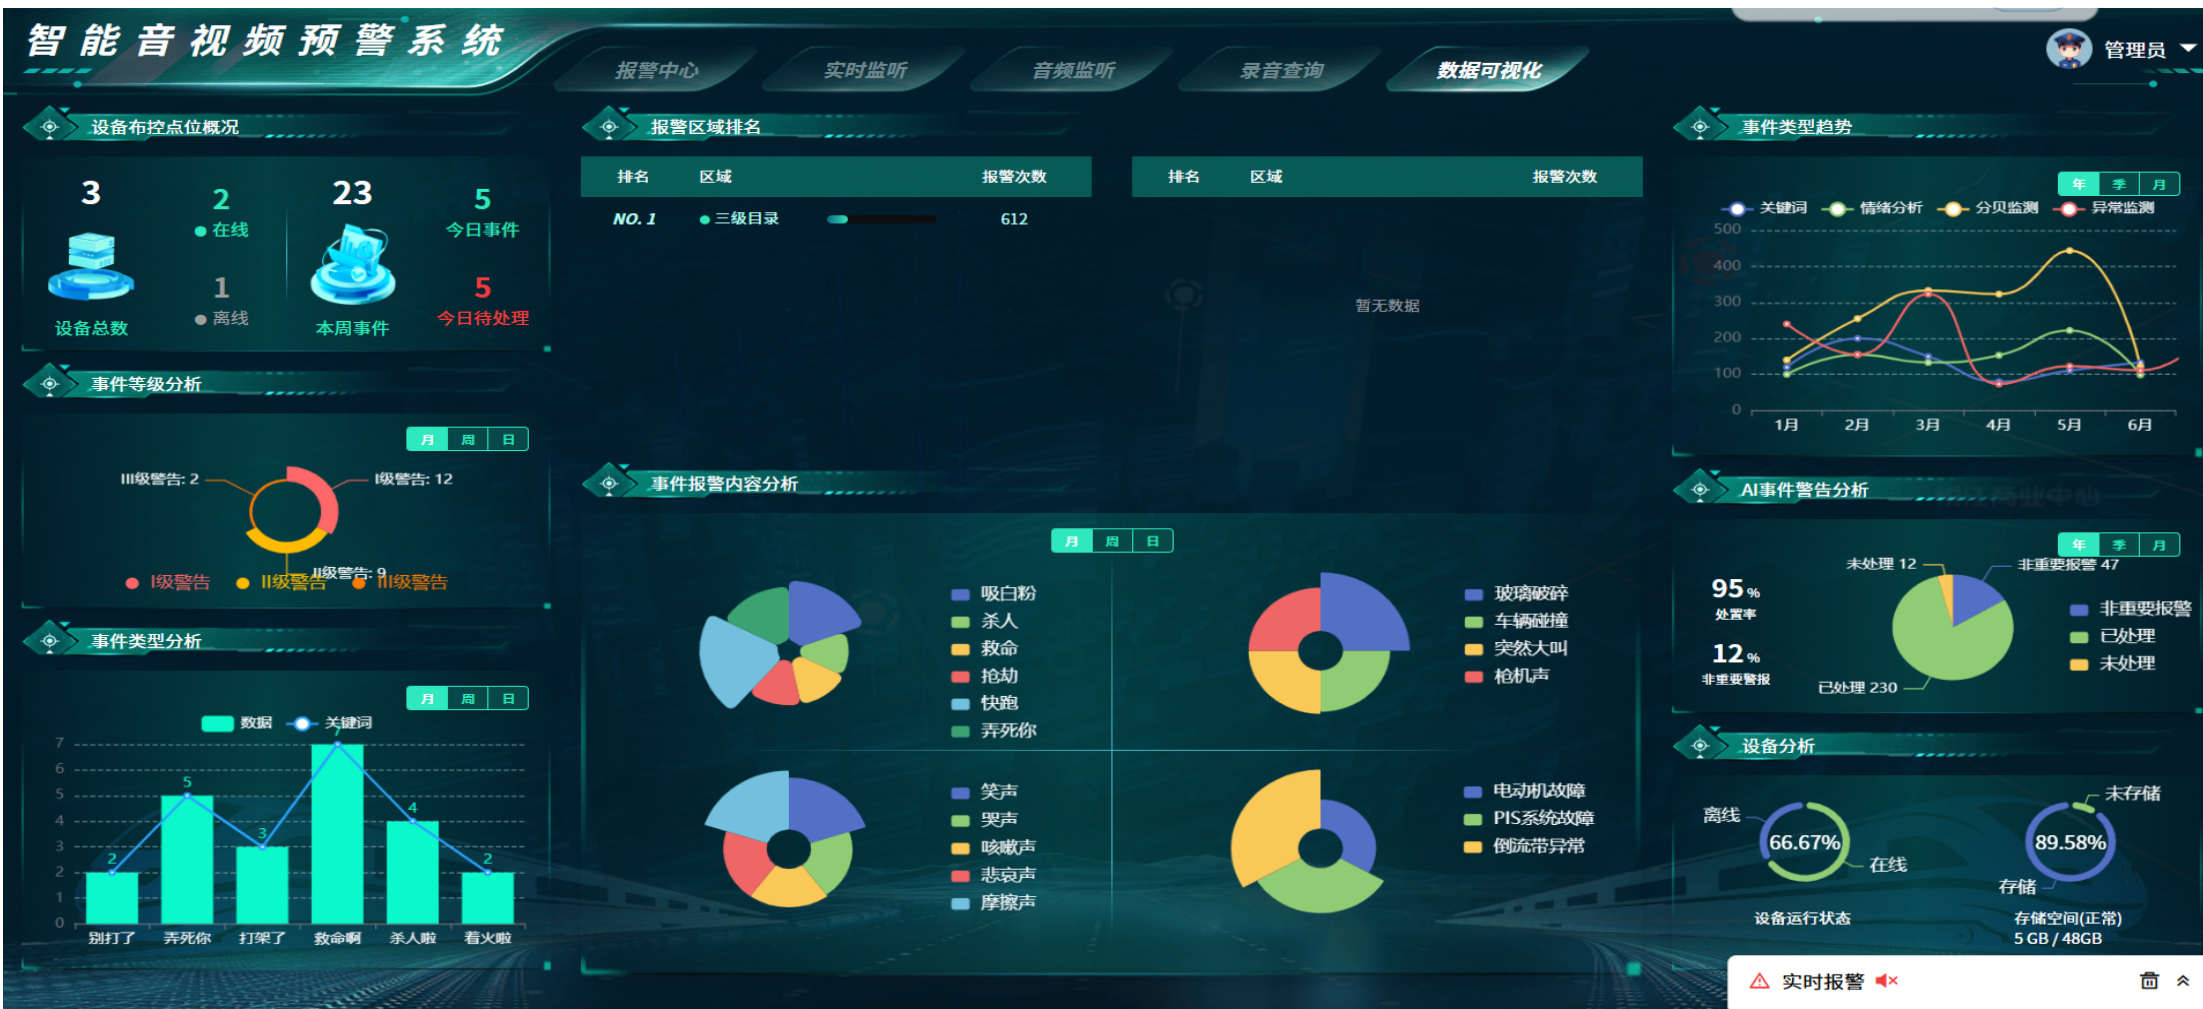 智能音视频预警系统
报警中心
实时监听
音频监听
录音查询
数据可视化
管理员
设备布控点位概况
3
设备总数
2
在线
1
离线
23
本周事件
5
今日事件
5
今日待处理
事件等级分析
月 周 日
III级警告: 2
I级警告: 12
II级警告: 9
I级警告 II级警告 III级警告
事件类型分析
月 周 日
数据 关键词
7
6
5
4
3
2
1
0
2
5
3
7
4
2
别打了 弄死你 打架了 救命啊 杀人啦 着火啦
报警区域排名
排名 区域 报警次数
NO. 1 三级目录 612
排名 区域 报警次数
暂无数据
事件报警内容分析
月 周 日
吸白粉
杀人
救命
抢劫
快跑
弄死你
玻璃破碎
车辆碰撞
突然大叫
枪机声
笑声
哭声
咳嗽声
悲哀声
摩擦声
电动机故障
PIS系统故障
倒流带异常
事件类型趋势
年 季 月
关键词 情绪分析 分贝监测 异常监测
500
400
300
200
100
0
1月 2月 3月 4月 5月 6月
AI事件警告分析
年 季 月
95 %
处置率
12 %
非重要警报
未处理 12
非重要报警 47
已处理 230
非重要报警
已处理
未处理
设备分析
离线
66.67%
在线
设备运行状态
未存储
89.58%
存储
存储空间(正常)
5 GB / 48GB
实时报警